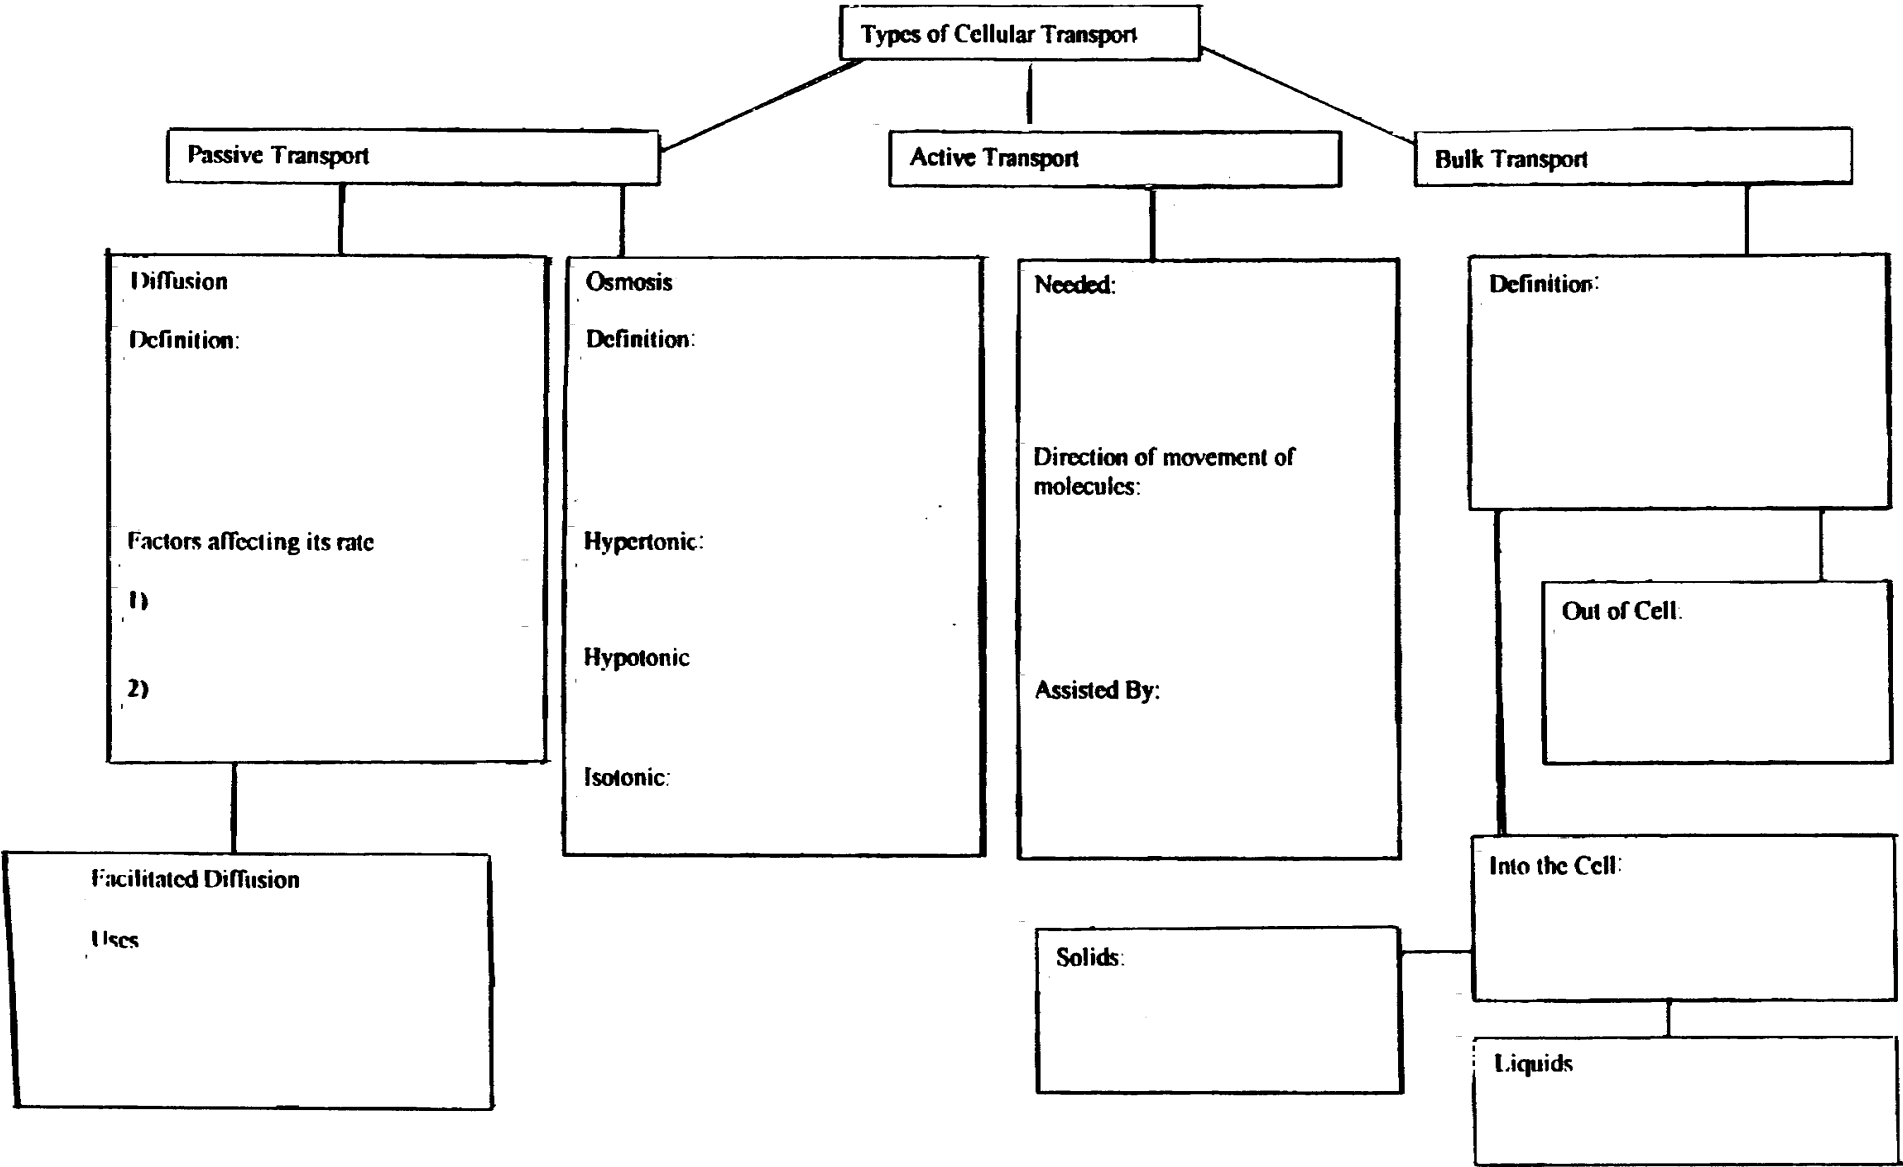 Types of Cellular Transport
Passive Transport
Active Transport
Bulk Transport
Diffusion
Definition:
Factors affecting its rate
1)
2)
Osmosis
Definition:
Hypertonic:
Hypotonic
Isotonic:
Needed:
Direction of movement of
molecules:
Assisted By:
Definition:
Out of Cell:
Into the Cell:
Solids:
Liquids
Facilitated Diffusion
Uses